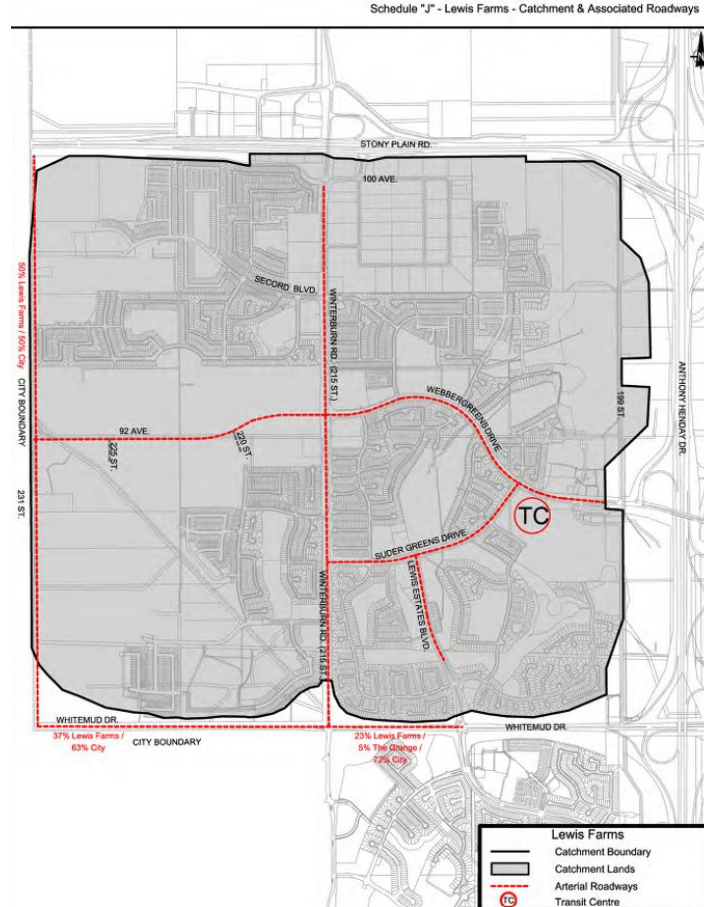 Schedule "J" - Lewis Farms - Catchment & Associated Roadways
N
STONY PLAIN RD.
100 AVE.
SECORD BLVD.
WINTERBURN RD. (215 ST.)
50% Lewis Farms / 50% City
CITY BOUNDARY
231 ST.
WEBBERGREENS DRIVE
199 ST.
ANTHONY HENDAY DR.
92 AVE.
225 ST.
220 ST.
TC
SUDER GREENS DRIVE
LEWIS ESTATES BLVD.
WINTERBURN RD. (215 ST.)
WHITEMUD DR.
WHITEMUD DR.
37% Lewis Farms /
63% City
CITY BOUNDARY
23% Lewis Farms /
5% The Grange /
72% City
Lewis Farms
Catchment Boundary
Catchment Lands
Arterial Roadways
TC Transit Centre